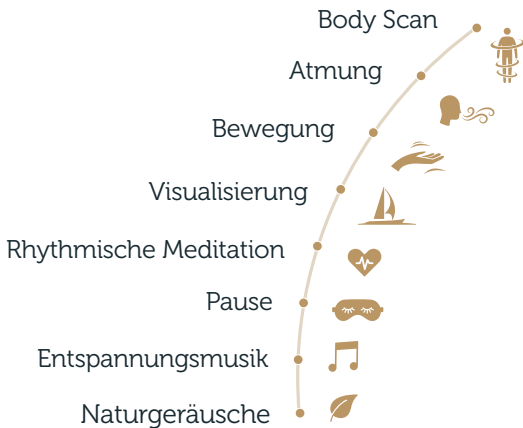 Body Scan
Atmung
Bewegung
Visualisierung
Rhythmische Meditation
Pause
Entspannungsmusik
Naturgeräusche